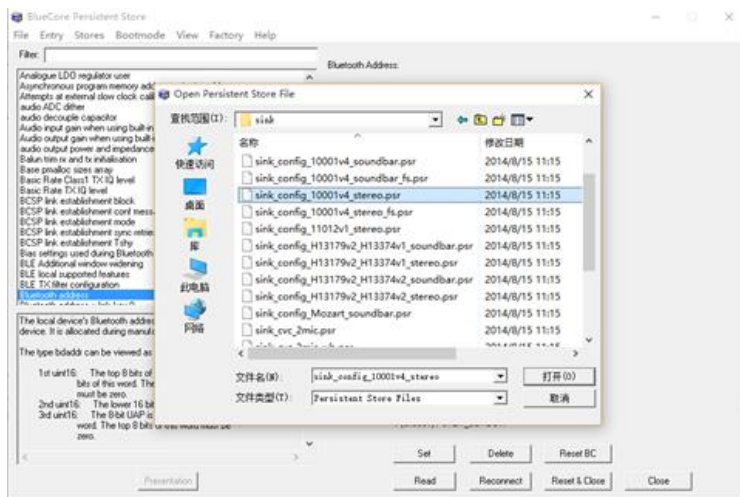 BlueCore Persistent Store
File Entry Stores Bootmode View Factory Help
Filter:
Bluetooth Address:
Analogue LDO regulator user
Asynchronous program memory add
Attempts at external slow clock cali
audio ADC dither
audio decouple capacitor
Audio input gain when using built-in
Audio output gain when using built-
audio output power and impedance
Balun trim rx and tx initialisation
Base pmalloc sizes array
Basic Rate Class1 TX IQ level
Basic Rate TX IQ level
BCSP link establishment block
BCSP link establishment conf mess
BCSP link establishment mode
BCSP link establishment sync retries
BCSP link establishment Tshy
Bias settings used during Bluetooth
BLE Additional window widening
BLE local supported features
BLE TX filter configuration
Bluetooth address
The local device's Bluetooth addres
device. It is allocated during manufa
The type bdaddr can be viewed as
1st uint16: The top 8 bits of
bits of this word. The
must be zero.
2nd uint16: The lower 16 bit
3rd uint16: The 8 bit UAP is
word. The top 8 bits of this word must be
zero.
Open Persistent Store File
查找范围(I):
sink
名称
修改日期
快速访问
桌面
库
此电脑
网络
sink_config_10001v4_soundbar.psr 2014/8/15 11:15
sink_config_10001v4_soundbar_fs.psr 2014/8/15 11:15
sink_config_10001v4_stereo.psr 2014/8/15 11:15
sink_config_10001v4_stereo_fs.psr 2014/8/15 11:15
sink_config_11012v1_stereo.psr 2014/8/15 11:15
sink_config_H13179v2_H13374v1_soundbar.psr 2014/8/15 11:15
sink_config_H13179v2_H13374v1_stereo.psr 2014/8/15 11:15
sink_config_H13179v2_H13374v2_soundbar.psr 2014/8/15 11:15
sink_config_H13179v2_H13374v2_stereo.psr 2014/8/15 11:15
sink_config_Mozart_soundbar.psr 2014/8/15 11:15
sink_cvc_2mic.psr 2014/8/15 11:15
文件名(N): sink_config_10001v4_stereo 打开(O)
文件类型(T): Persistent Store Files 取消
Set Delete Reset BC
Presentation Read Reconnect Reset & Close Close